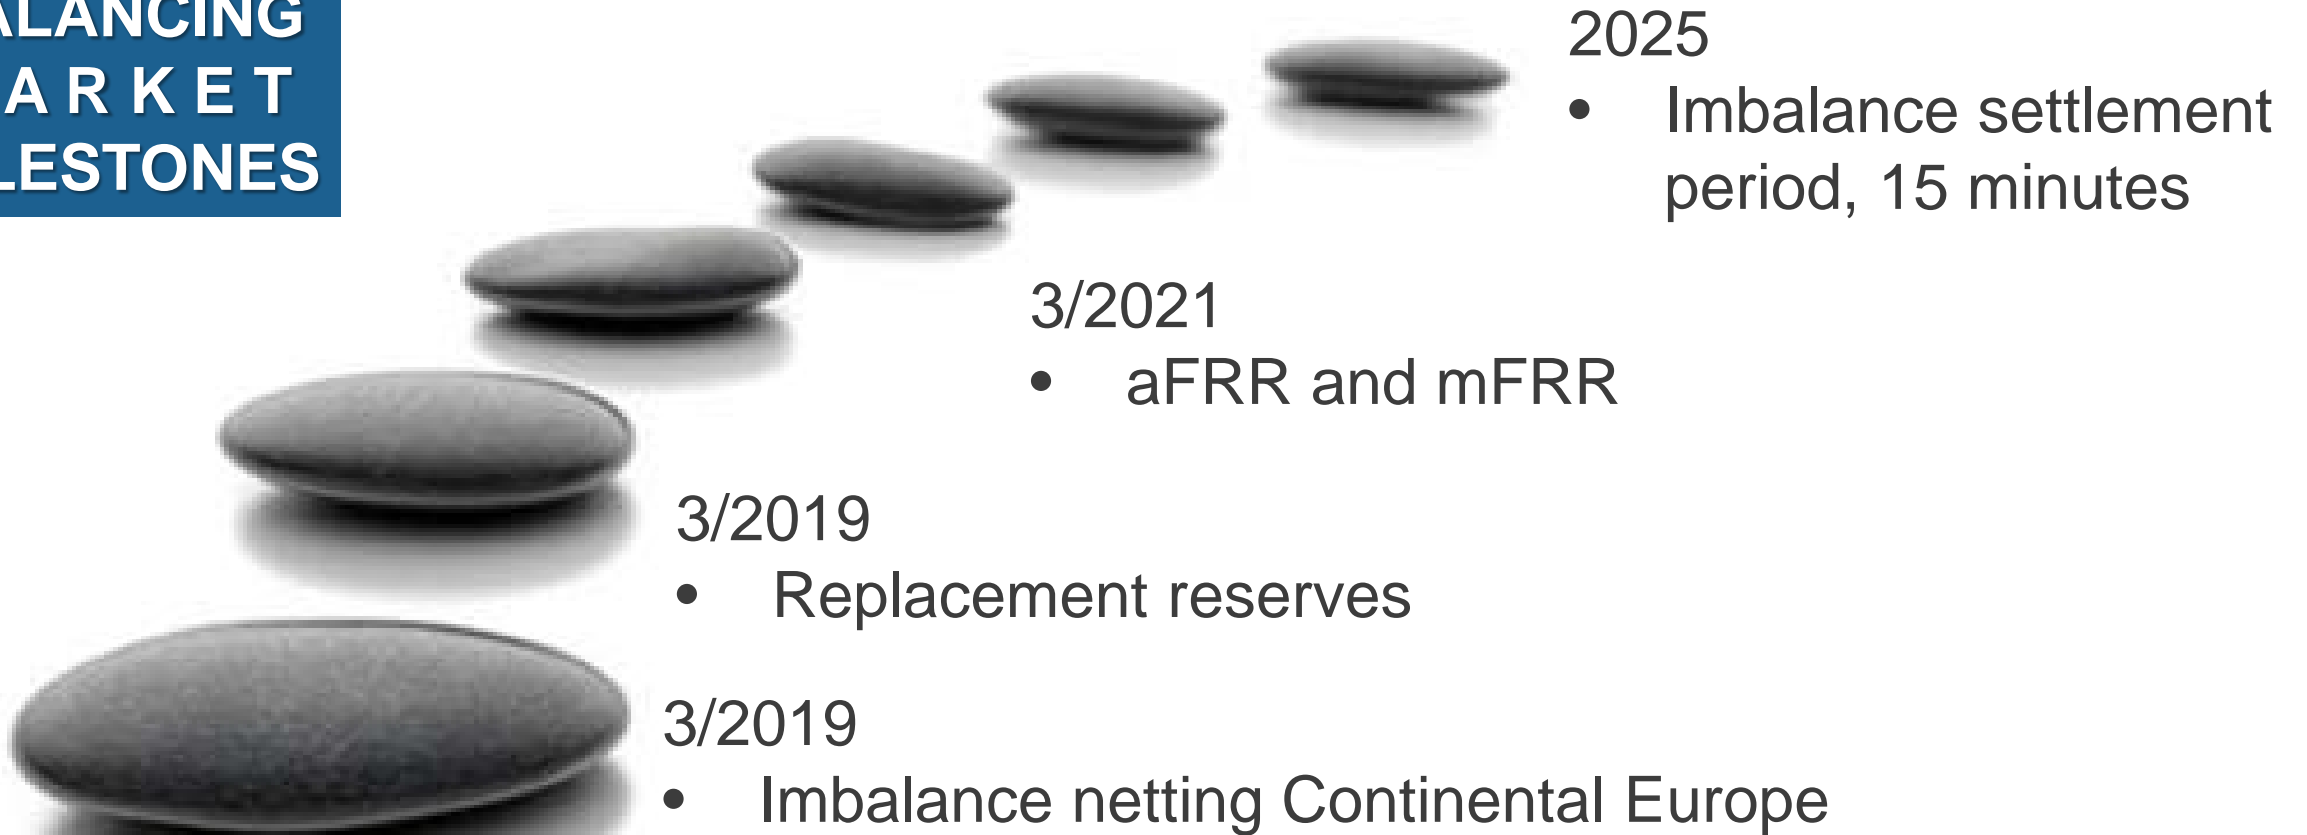 ALANCING
A R K E T
LESTONES
2025
• Imbalance settlement
period, 15 minutes
3/2021
• aFRR and mFRR
3/2019
• Replacement reserves
3/2019
• Imbalance netting Continental Europe